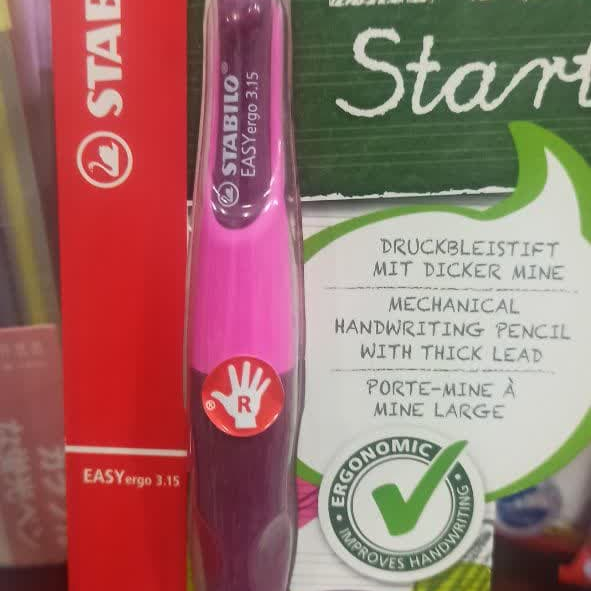 STA
EASYergo 3.15
STABILO®
EASYergo 3.15
R
®
Start
DRUCKBLEISTIFT
MIT DICKER MINE
MECHANICAL
HANDWRITING PENCIL
WITH THICK LEAD
PORTE-MINE À
MINE LARGE
ERGONOMIC
IMPROVES HANDWRITING